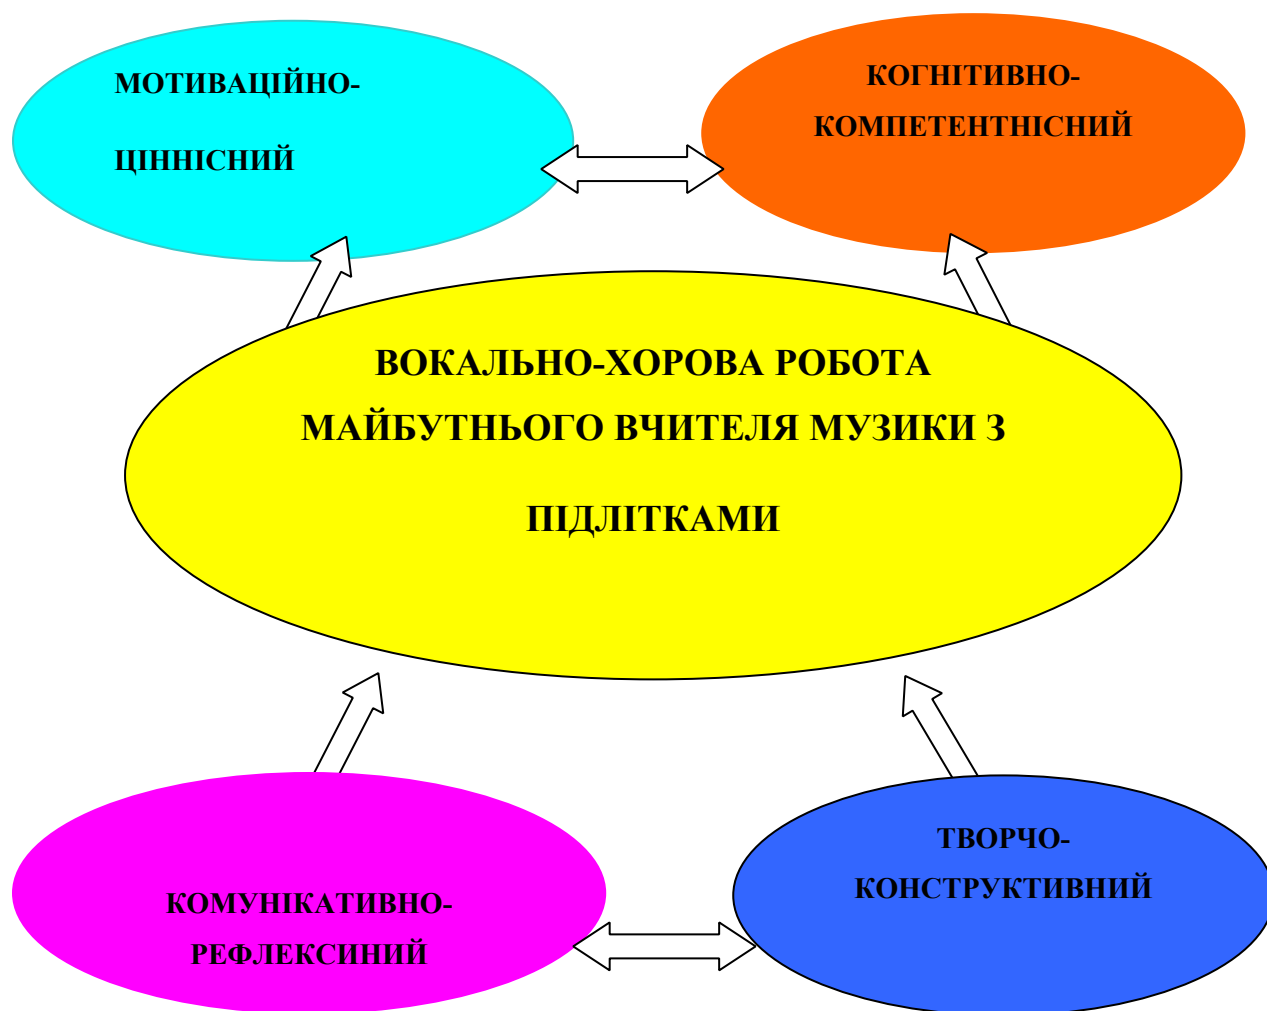 МОТИВАЦІЙНО-
ЦІННІСНИЙ
КОГНІТИВНО-
КОМПЕТЕНТНІСНИЙ
ВОКАЛЬНО-ХОРОВА РОБОТА
МАЙБУТНЬОГО ВЧИТЕЛЯ МУЗИКИ З
ПІДЛІТКАМИ
КОМУНІКАТИВНО-
РЕФЛЕКСИНИЙ
ТВОРЧО-
КОНСТРУКТИВНИЙ